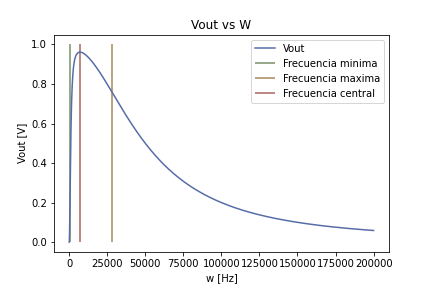 Vout vs W
1.0
0.8
0.6
0.4
0.2
0.0
Vout [V]
Vout
Frecuencia minima
Frecuencia maxima
Frecuencia central
0 25000 50000 75000 100000 125000 150000 175000 200000
w [Hz]